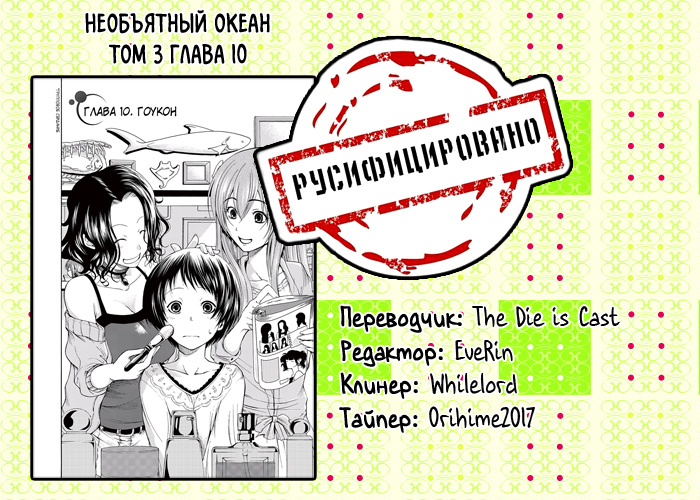 НЕОБЪЯТНЫЙ ОКЕАН
ТОМ 3 ГЛАВА 10
ГЛАВА 10. ГОУКОН
РУСИФИЦИРОВАНО
Переводчик: The Die is Cast
Редактор: EveRin
Клинер: Whilelord
Тайпер: Orihime2017